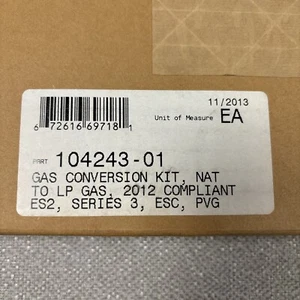 11/2013
6 72616 69718 1
Unit of Measure EA
PART 104243-01
GAS CONVERSION KIT, NAT
TO LP GAS, 2012 COMPLIANT
ES2, SERIES 3, ESC, PVG